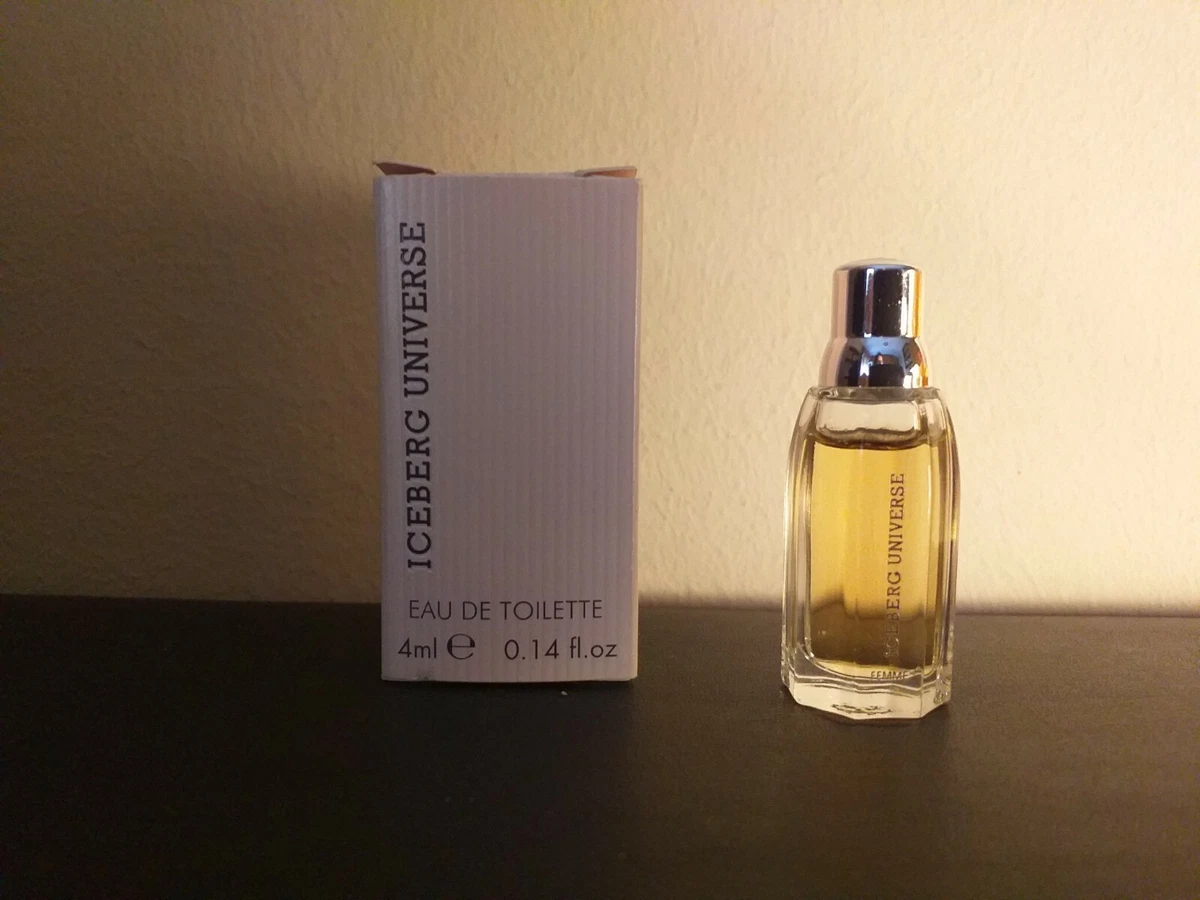 ICEBERG UNIVERSE
EAU DE TOILETTE
4ml ℮ 0.14 fl.oz
ICEBERG UNIVERSE
FEMME